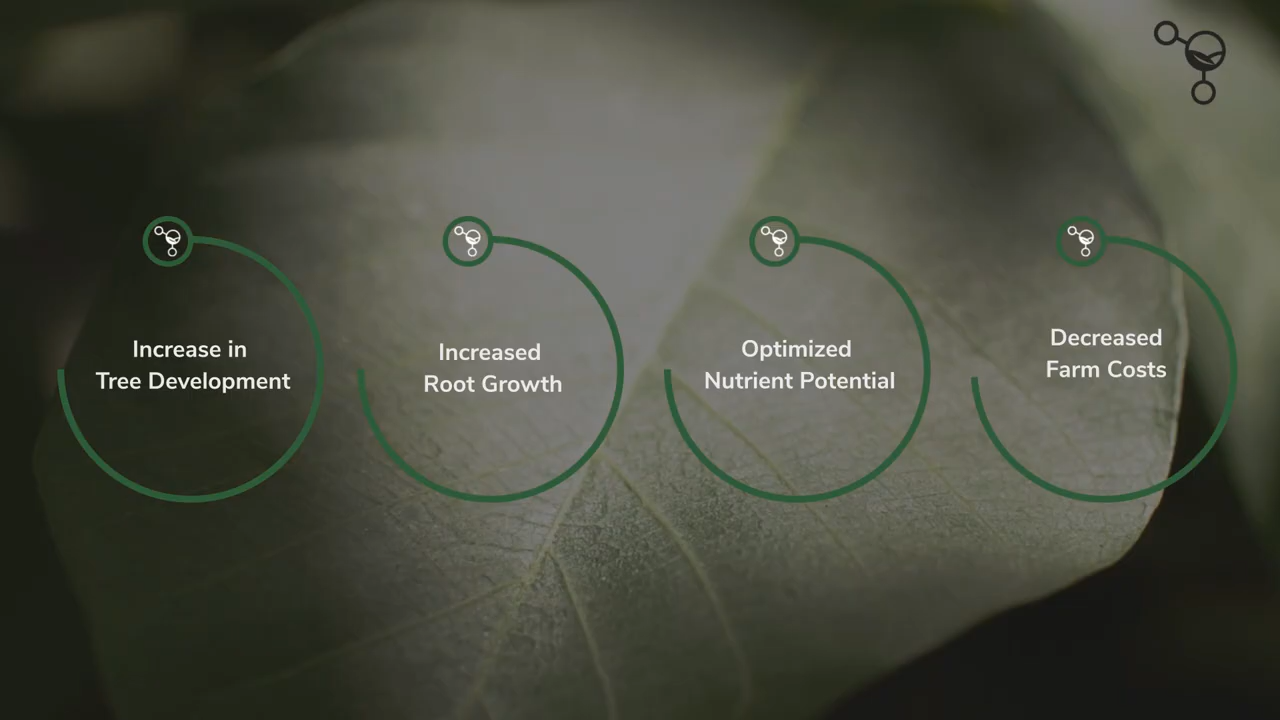 Increase in
Tree Development
Increased
Root Growth
Optimized
Nutrient Potential
Decreased
Farm Costs